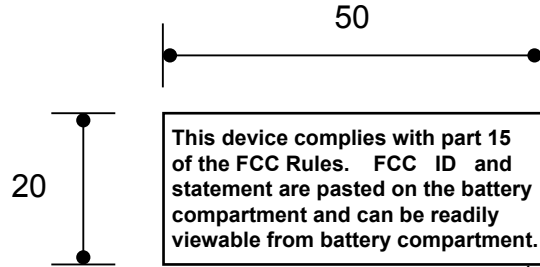 50
20
This device complies with part 15
of the FCC Rules. FCC ID and
statement are pasted on the battery
compartment and can be readily
viewable from battery compartment.